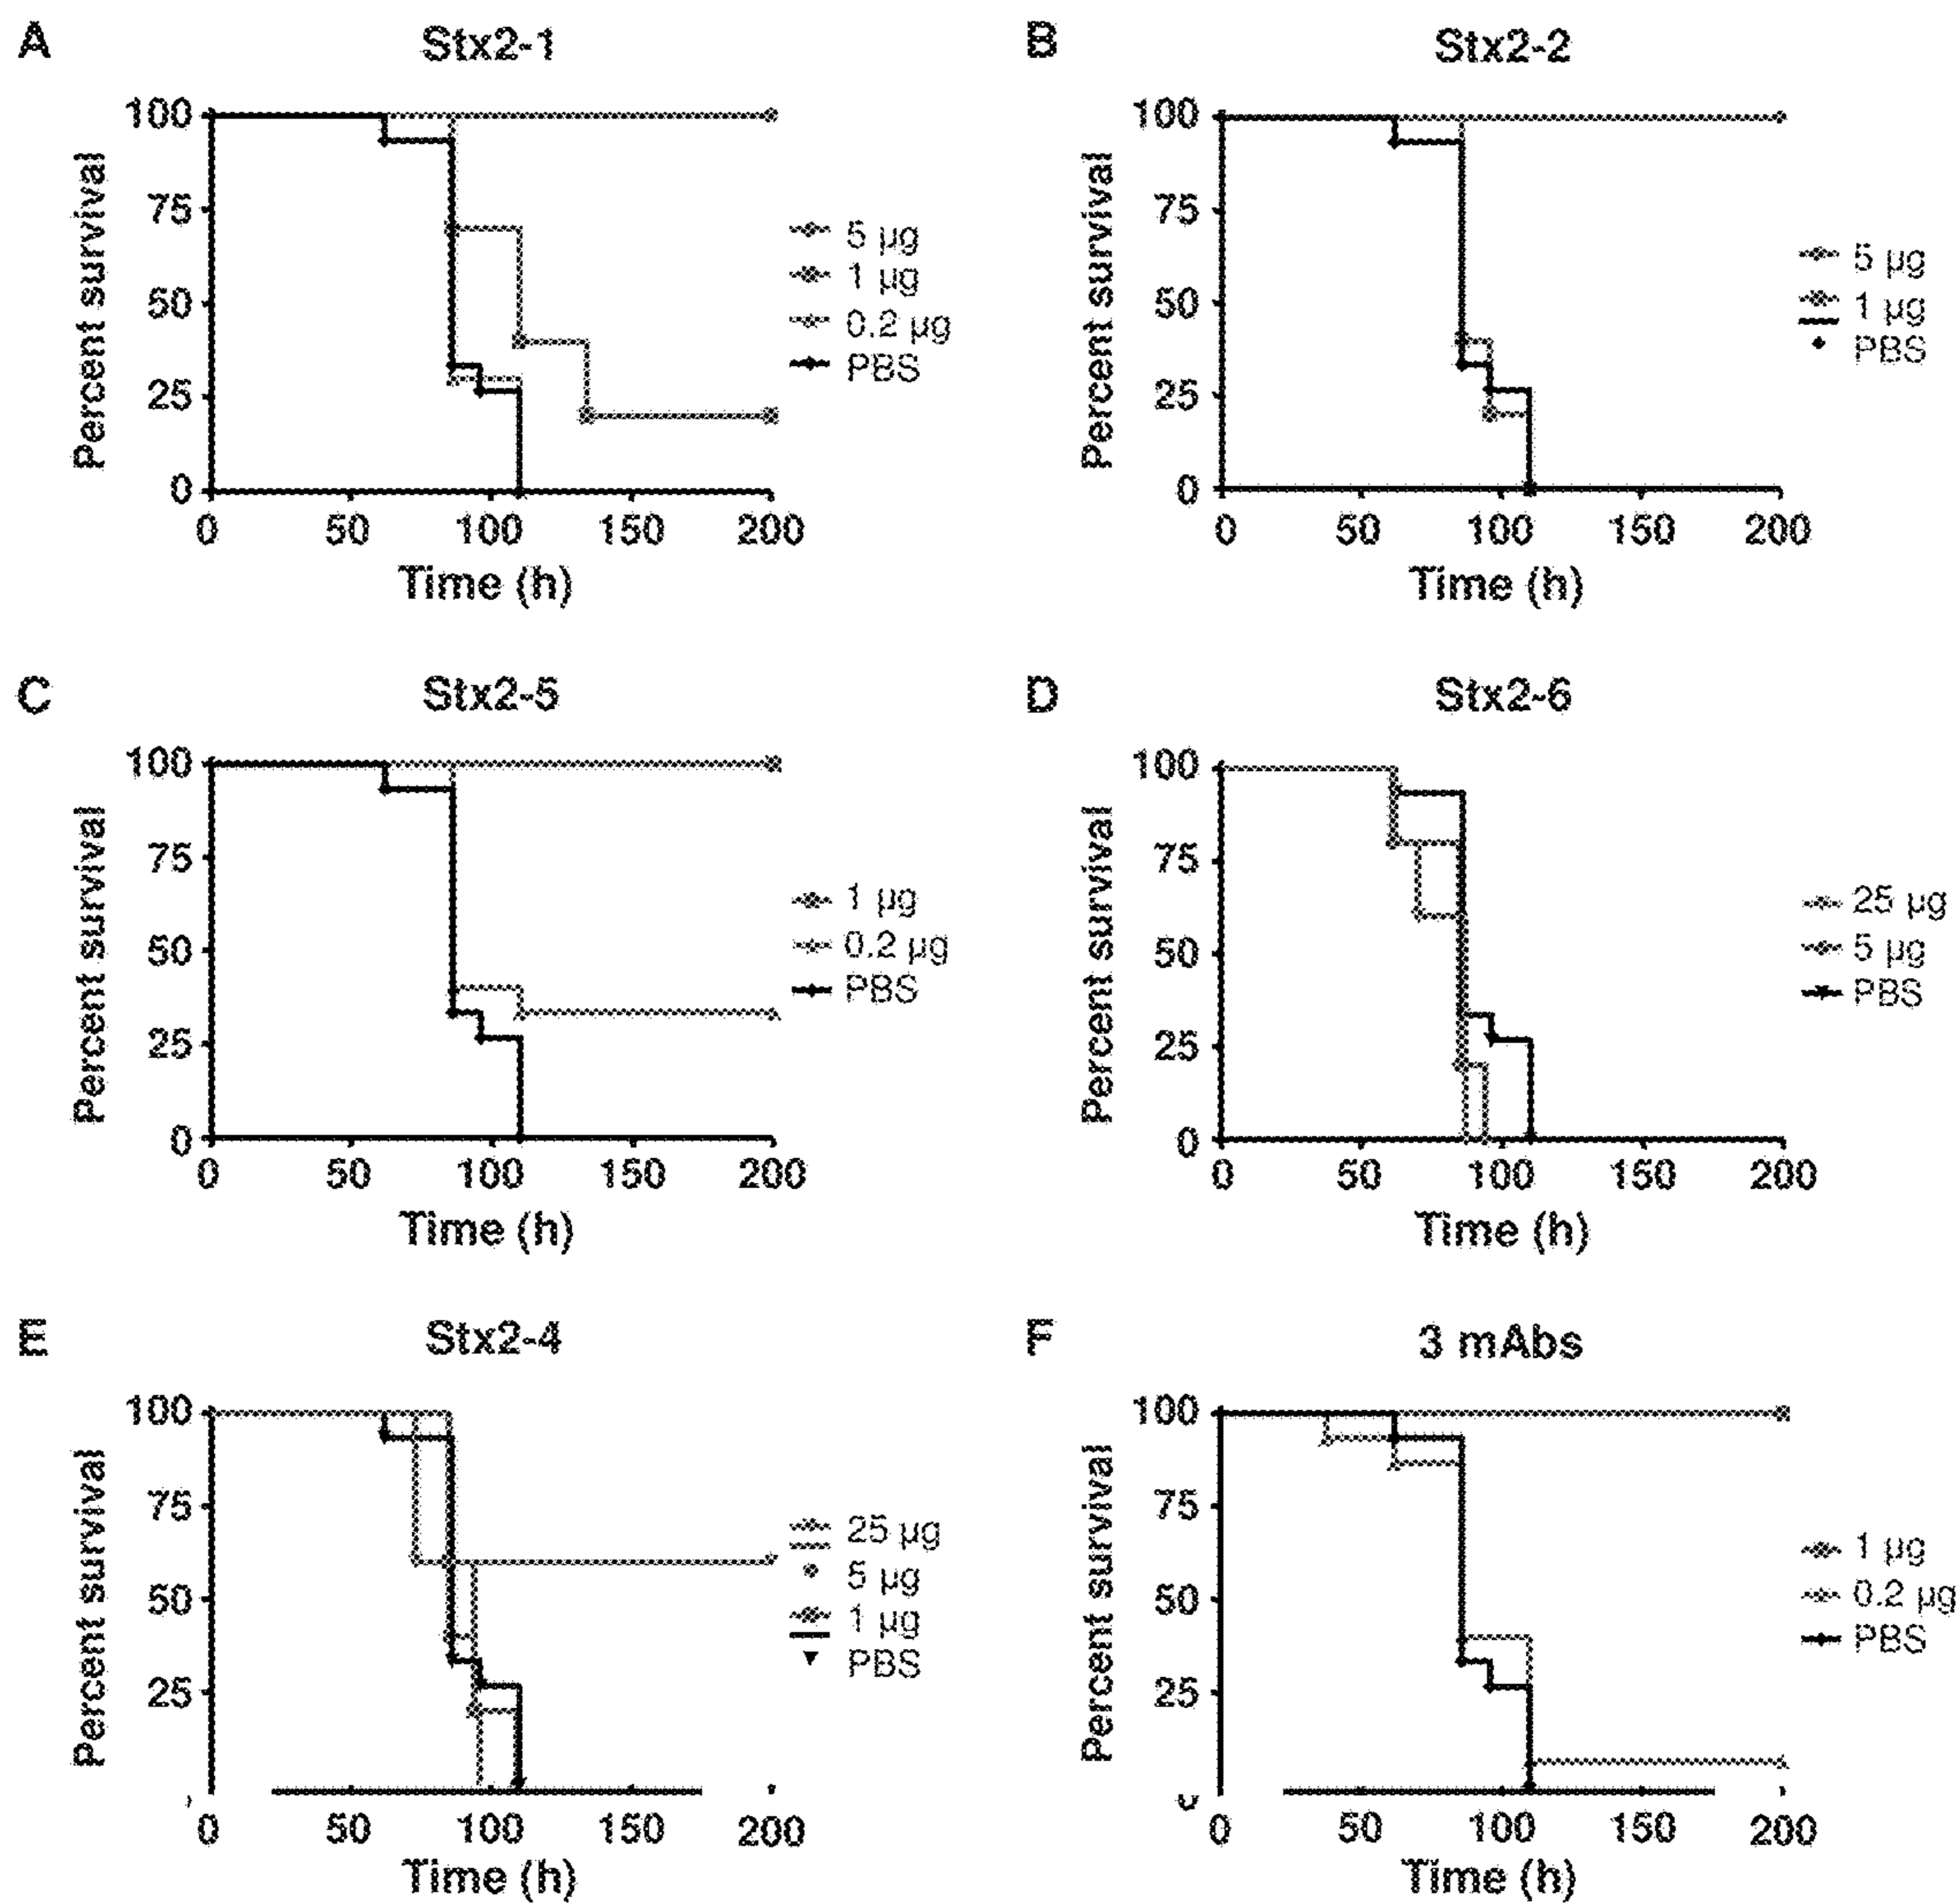 A
Stx2-1
Percent survival
100
75
50
25
0
0 50 100 150 200
Time (h)
5 µg
1 µg
0.2 µg
PBS
B
Stx2-2
Percent survival
100
75
50
25
0
0 50 100 150 200
Time (h)
5 µg
1 µg
PBS
C
Stx2-5
Percent survival
100
75
50
25
0
0 50 100 150 200
Time (h)
1 µg
0.2 µg
PBS
D
Stx2-6
Percent survival
100
75
50
25
0
0 50 100 150 200
Time (h)
25 µg
5 µg
PBS
E
Stx2-4
Percent survival
100
75
50
25
0 50 100 150 200
Time (h)
25 µg
5 µg
1 µg
PBS
F
3 mAbs
Percent survival
100
75
50
25
0 50 100 150 200
Time (h)
1 µg
0.2 µg
PBS